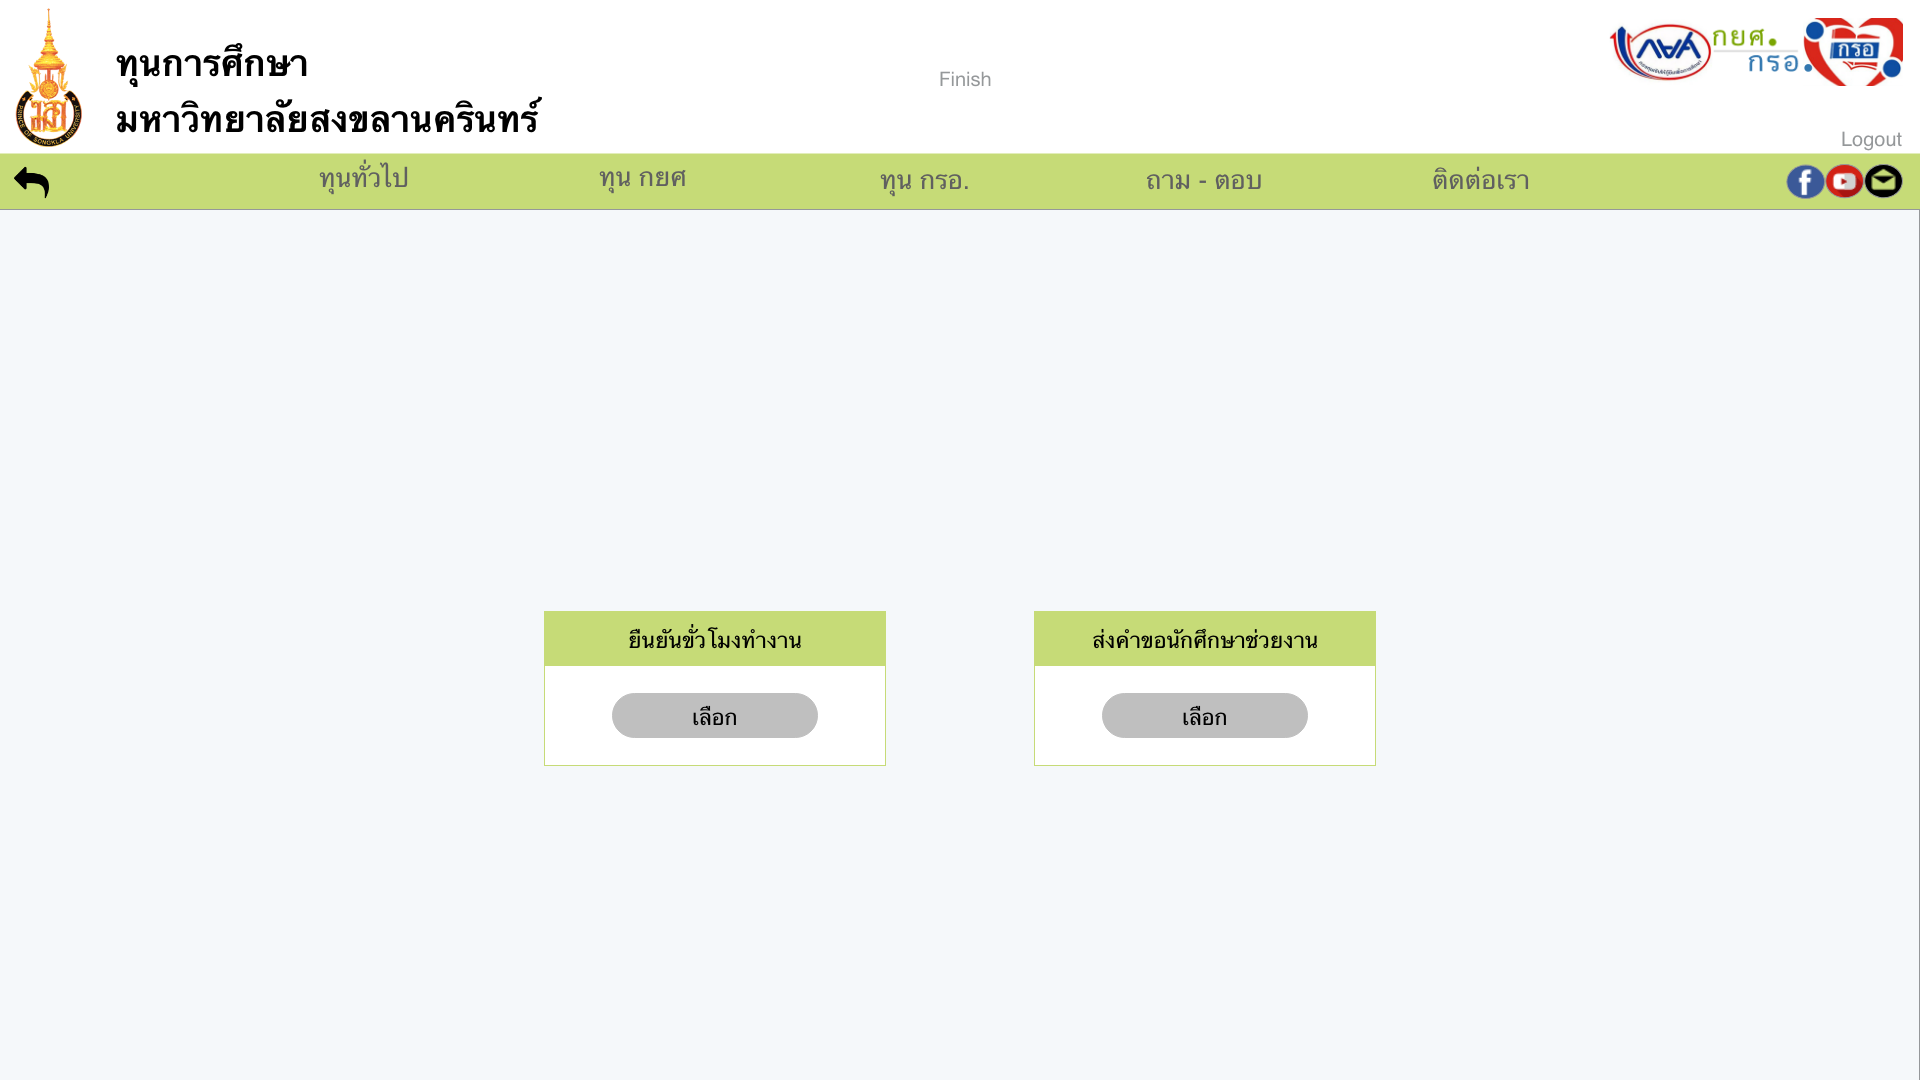 ทุนการศึกษา
มหาวิทยาลัยสงขลานครินทร์
Finish
กยศ.
กรอ.
กรอ
Logout
ทุนทั่วไป
ทุน กยศ
ทุน กรอ.
ถาม - ตอบ
ติดต่อเรา
ยืนยันขั่วโมงทำงาน
ส่งคำขอนักศึกษาช่วยงาน
เลือก
เลือก